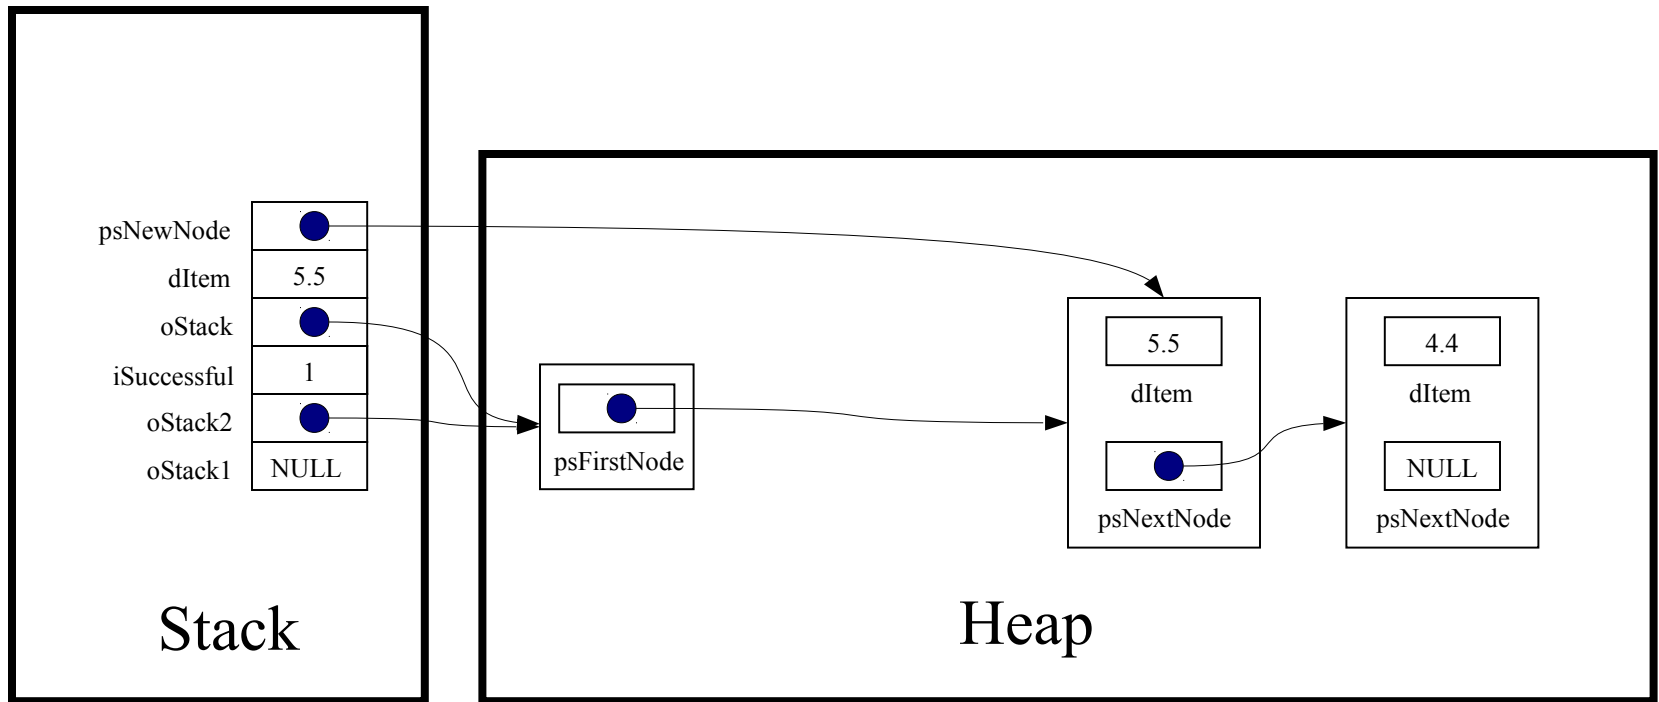 psNewNode
dItem 5.5
oStack
iSuccessful 1
oStack2
oStack1 NULL
Stack
psFirstNode
5.5
dItem
psNextNode
4.4
dItem
NULL
psNextNode
Heap